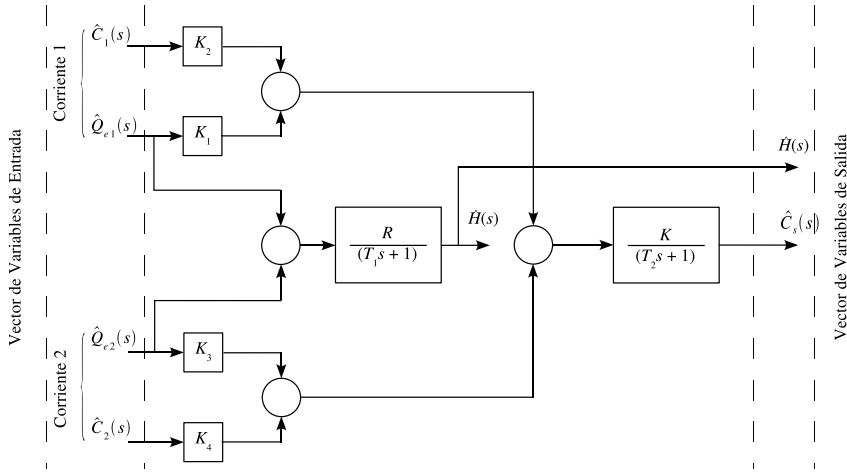 Vector de Variables de Entrada
Corriente 1
Ĉ₁(s)
K₂
Q̂ₑ₁(s)
K₁
Ĥ(s)
Vector de Variables de Salida
R
(T₁s + 1)
Ĥ(s)
K
(T₂s + 1)
Ĉₛ(s)
Corriente 2
Q̂ₑ₂(s)
K₃
Ĉ₂(s)
K₄